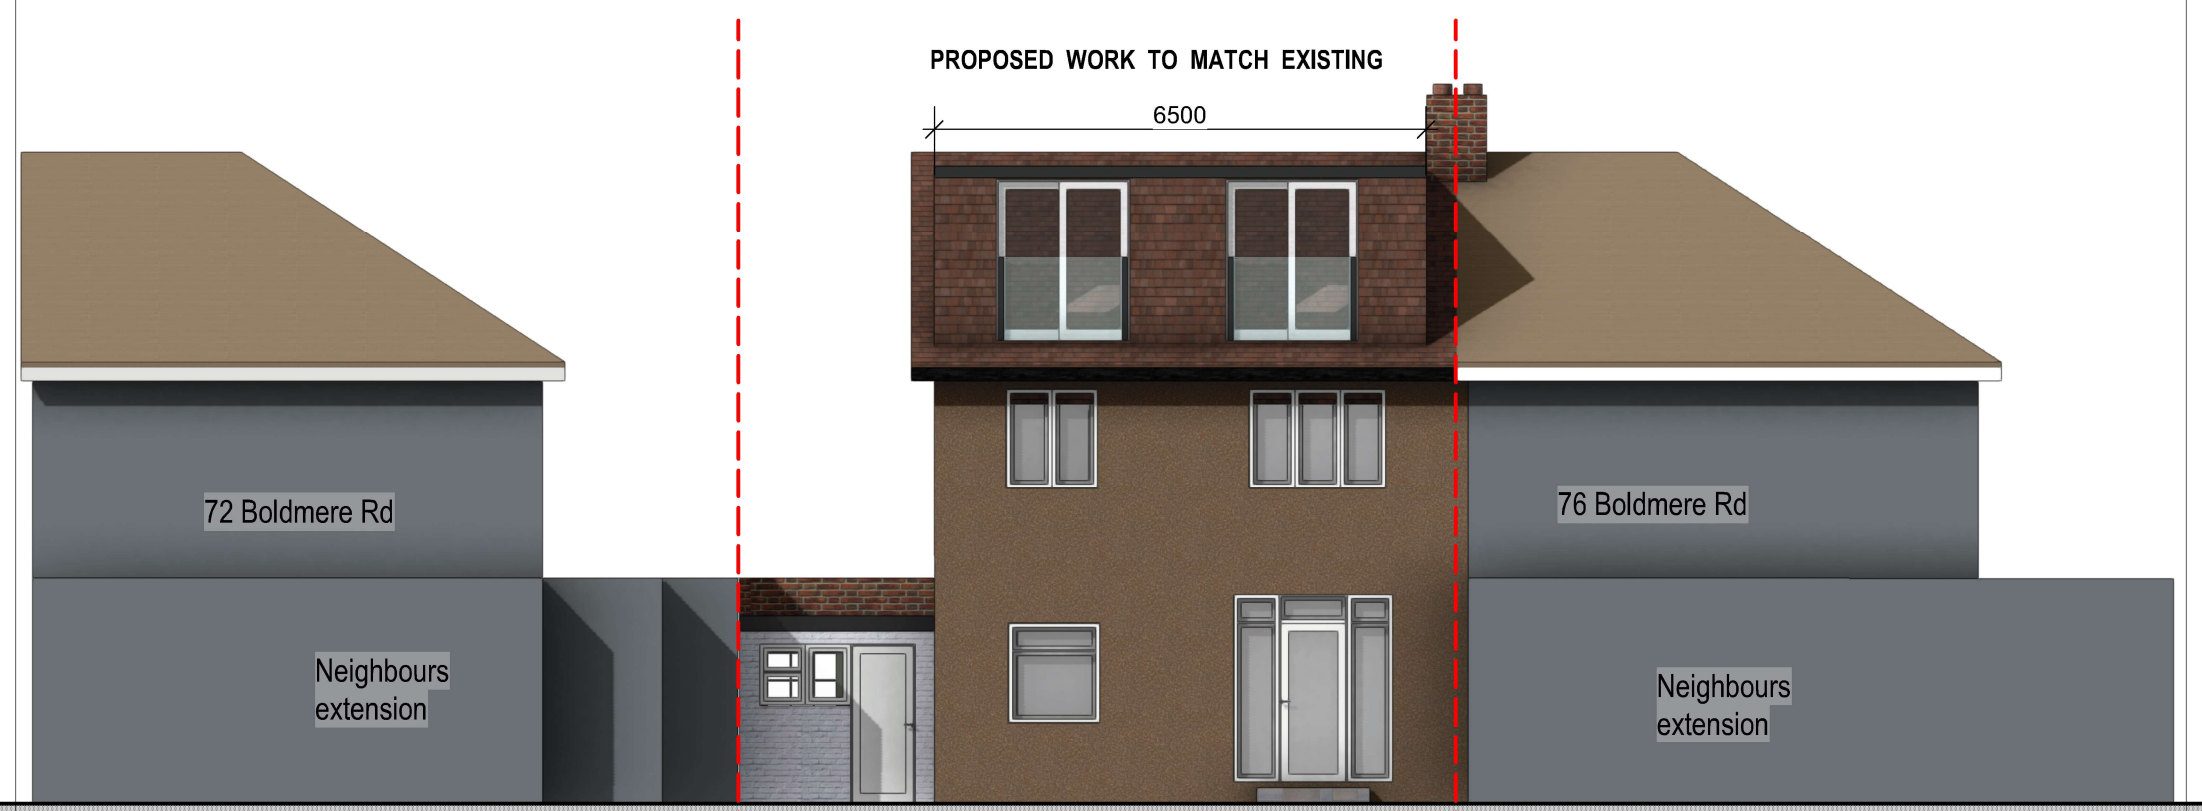 PROPOSED WORK TO MATCH EXISTING
6500
72 Boldmere Rd
76 Boldmere Rd
Neighbours
extension
Neighbours
extension